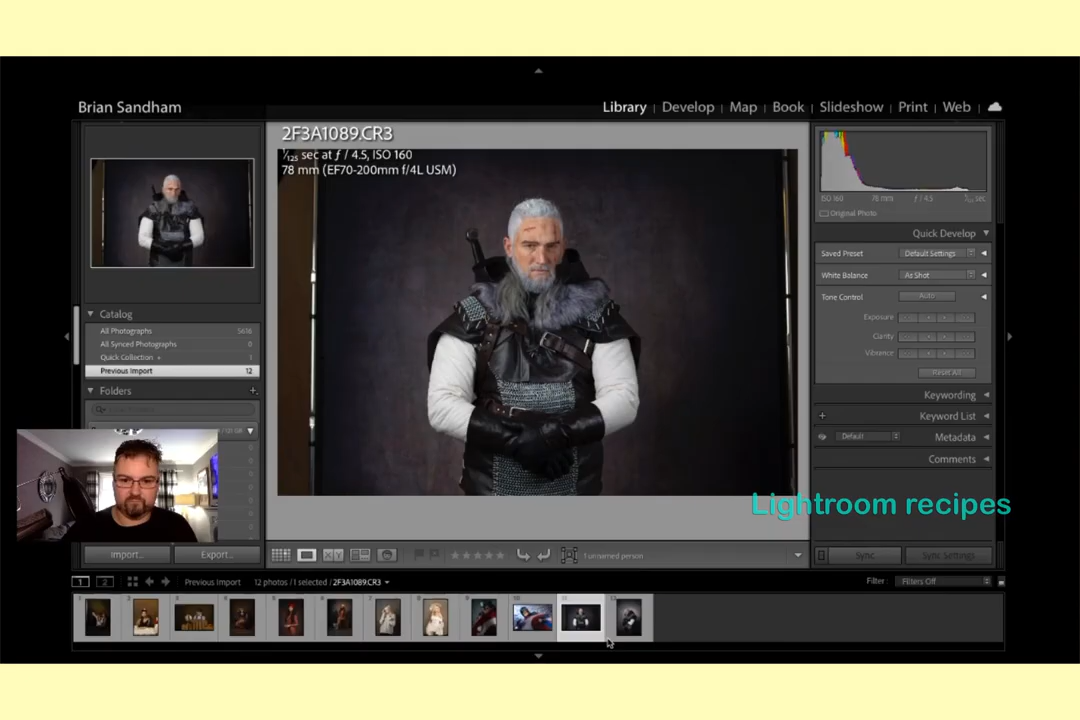 Brian Sandham
Library | Develop | Map | Book | Slideshow | Print | Web |
2F3A1089.CR3
1/125 sec at ƒ / 4.5, ISO 160
78 mm (EF70-200mm f/4L USM)
ISO 160 78 mm ƒ / 4.5 sec
Original Photo
Quick Develop
Saved Preset Default Settings
White Balance As Shot
Tone Control Auto
Exposure
Clarity
Vibrance
Reset All
Keywording
+ Keyword List
Default Metadata
Comments
Catalog
All Photographs 5616
All Synced Photographs 0
Quick Collection + 1
Previous Import 12
Folders +
Lightroom recipes
Import... Export...
X Y
1 unnamed person
Sync Sync Settings
1 2 Previous Import 12 photos / 1 selected / 2F3A1089.CR3
Filter: Filters Off